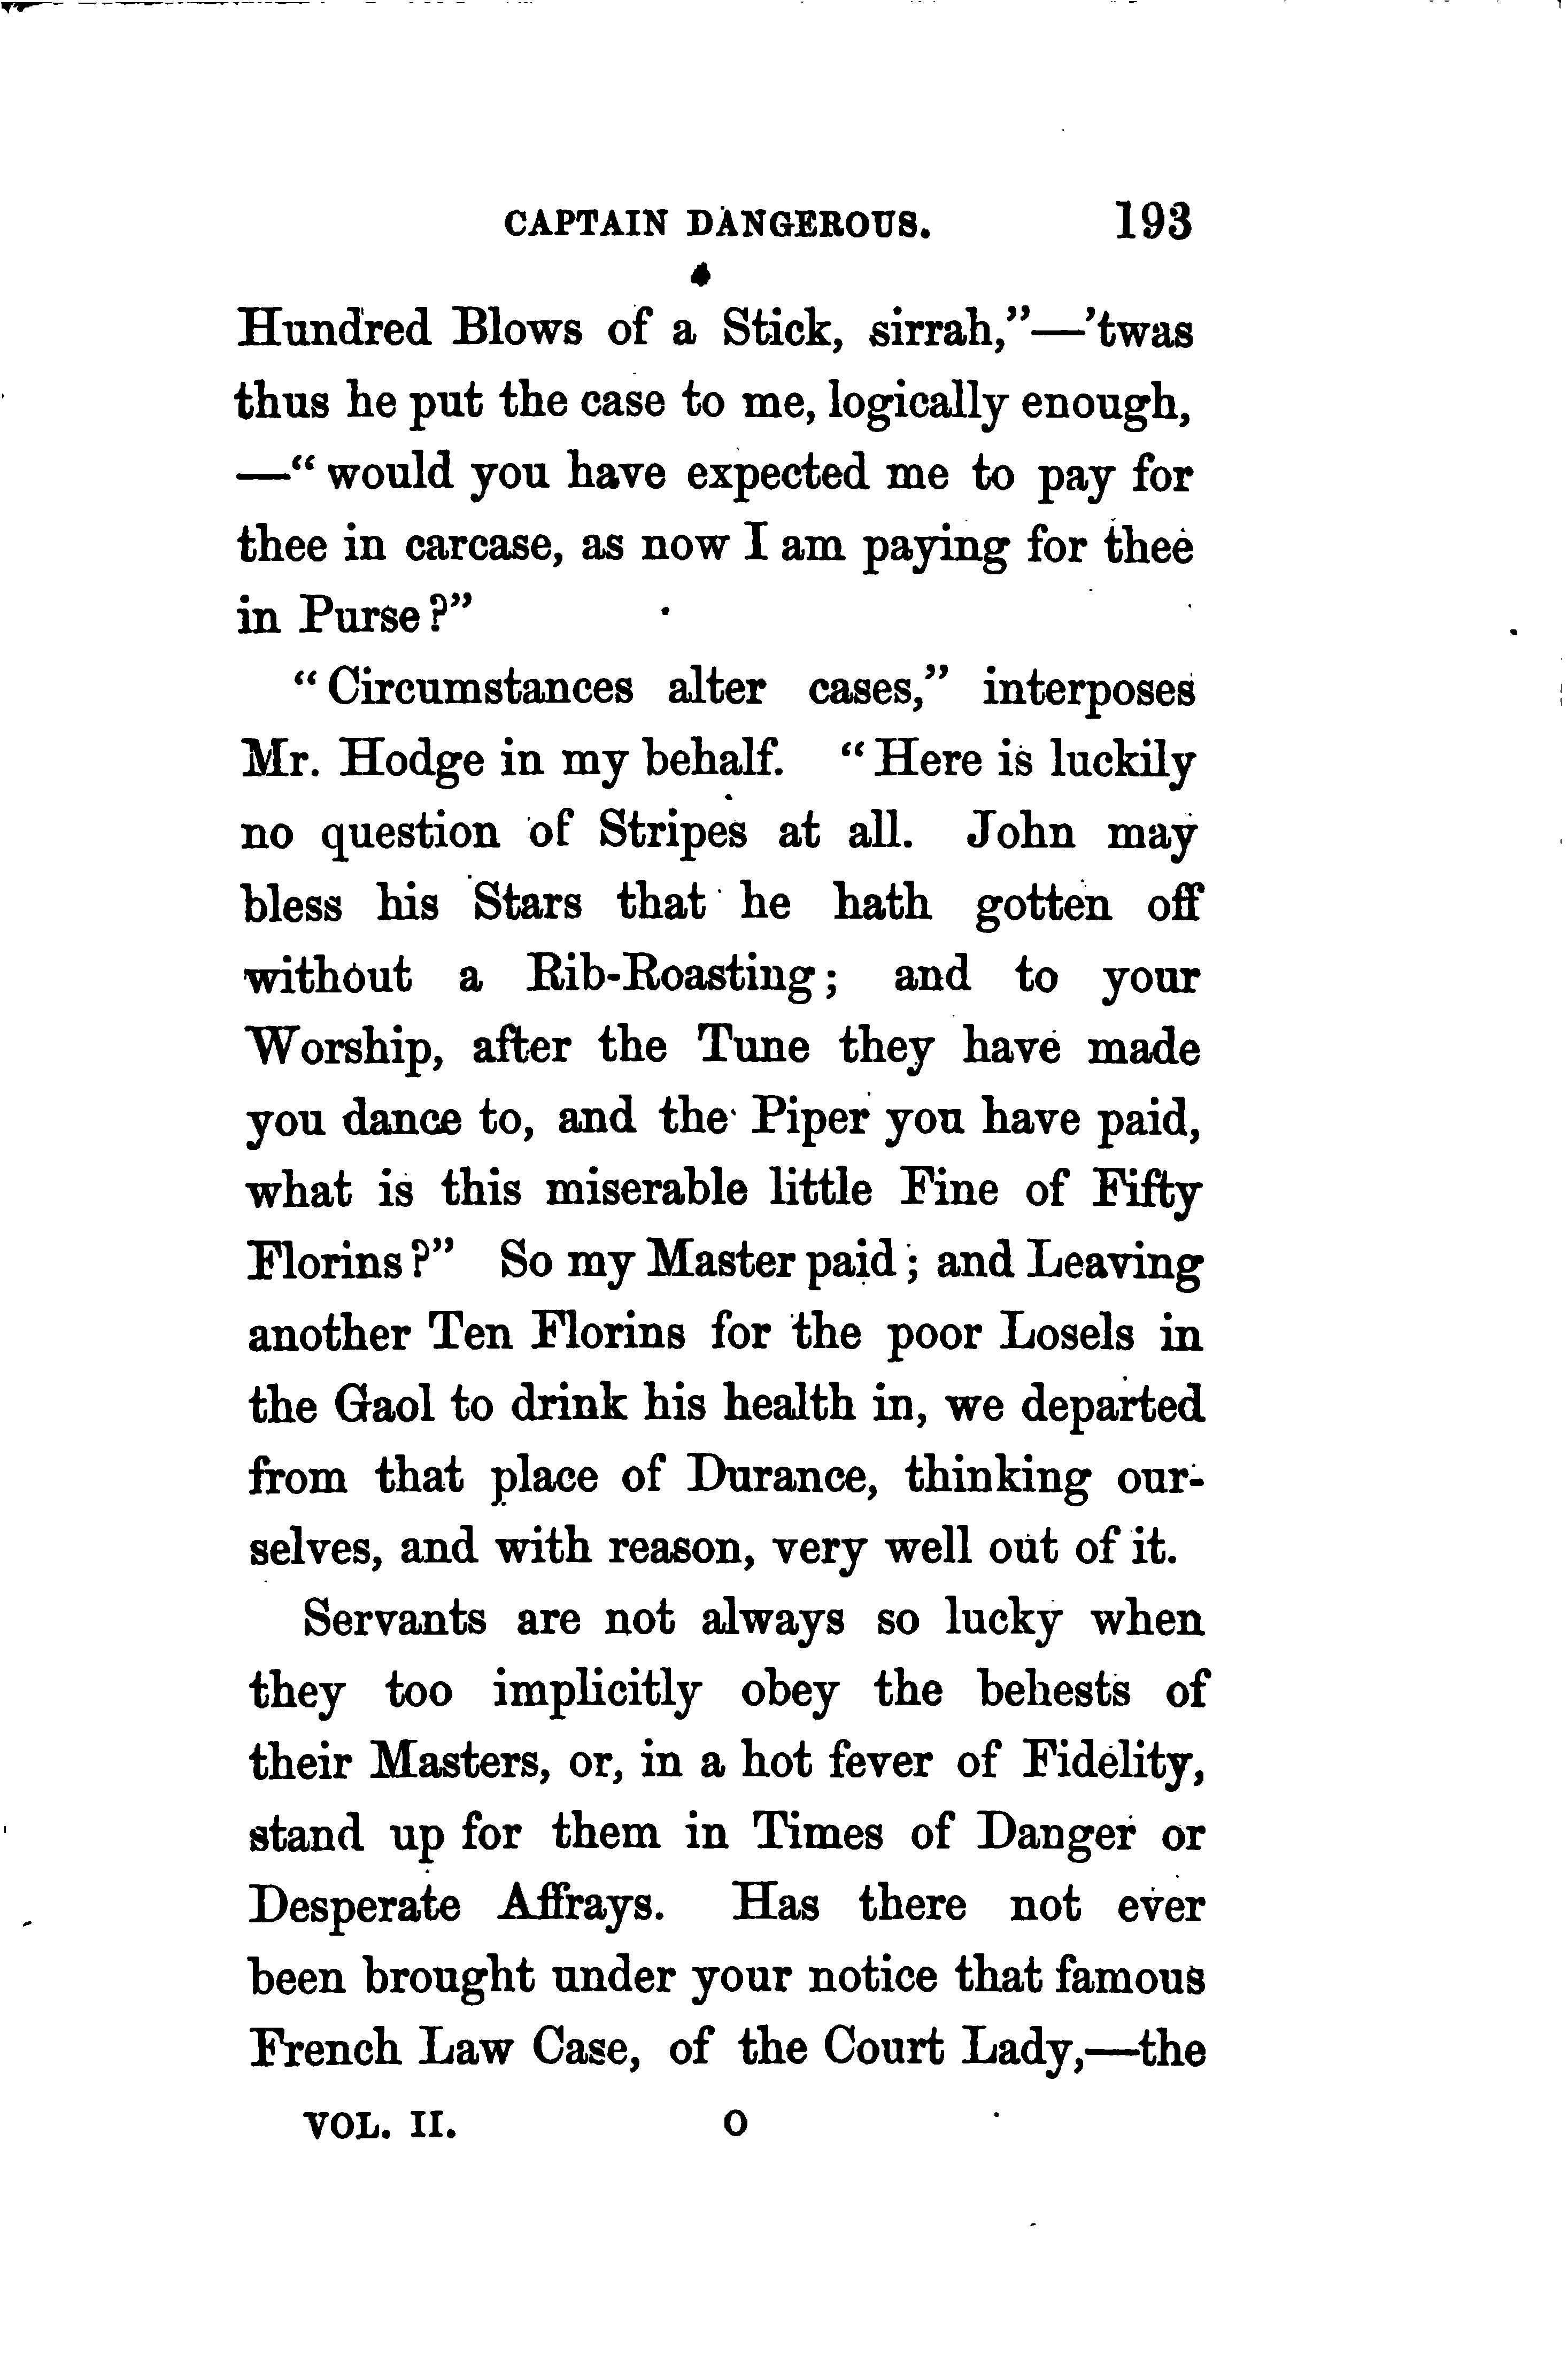 CAPTAIN DANGEROUS. 193
Hundred Blows of a Stick, sirrah,”—’twas
thus he put the case to me, logically enough,
—“would you have expected me to pay for
thee in carcase, as now I am paying for thee
in Purse?”
“Circumstances alter cases,” interposes
Mr. Hodge in my behalf. “Here is luckily
no question of Stripes at all. John may
bless his Stars that he hath gotten off
without a Rib-Roasting; and to your
Worship, after the Tune they have made
you dance to, and the Piper you have paid,
what is this miserable little Fine of Fifty
Florins?” So my Master paid; and Leaving
another Ten Florins for the poor Losels in
the Gaol to drink his health in, we departed
from that place of Durance, thinking our-
selves, and with reason, very well out of it.
Servants are not always so lucky when
they too implicitly obey the behests of
their Masters, or, in a hot fever of Fidelity,
stand up for them in Times of Danger or
Desperate Affrays. Has there not ever
been brought under your notice that famous
French Law Case, of the Court Lady,—the
VOL. II. O